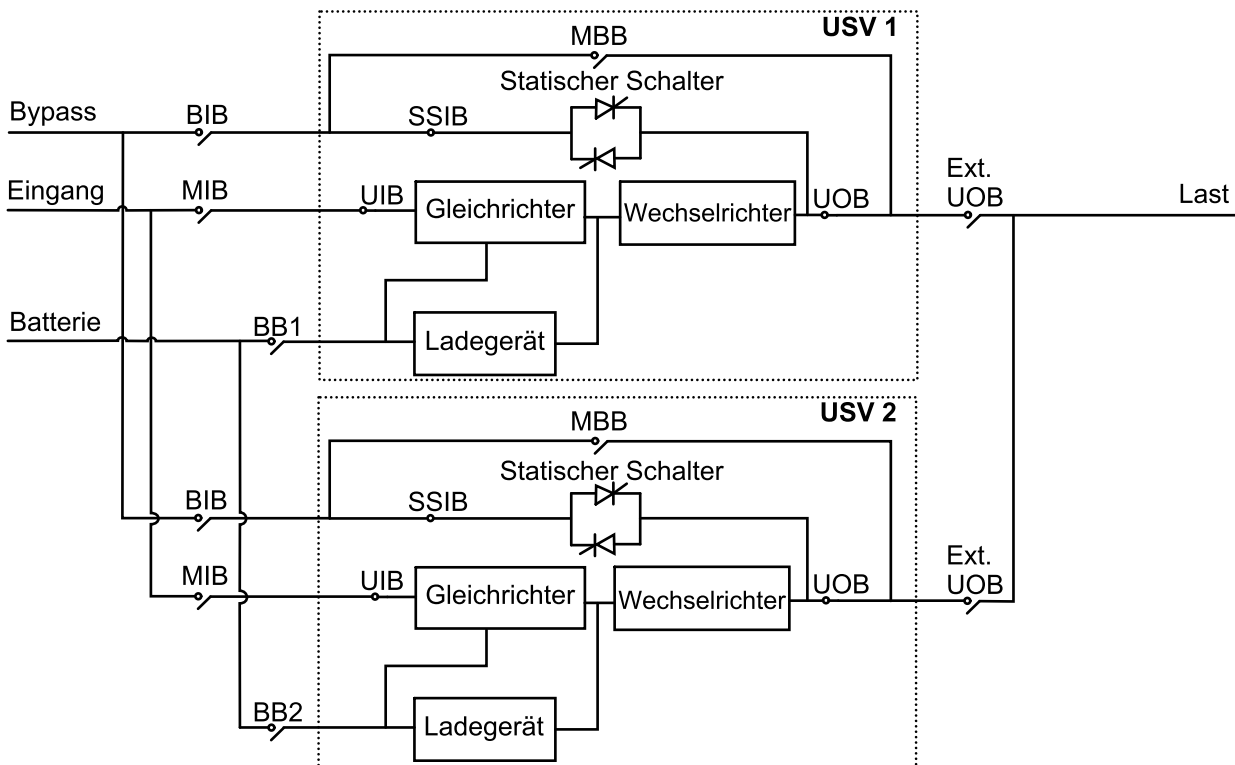 USV 1
MBB
Statischer Schalter
Bypass
BIB
SSIB
Eingang
MIB
UIB
Gleichrichter
Wechselrichter
UOB
Ext.
UOB
Last
Batterie
BB1
Ladegerät
USV 2
MBB
Statischer Schalter
BIB
SSIB
MIB
UIB
Gleichrichter
Wechselrichter
UOB
Ext.
UOB
BB2
Ladegerät